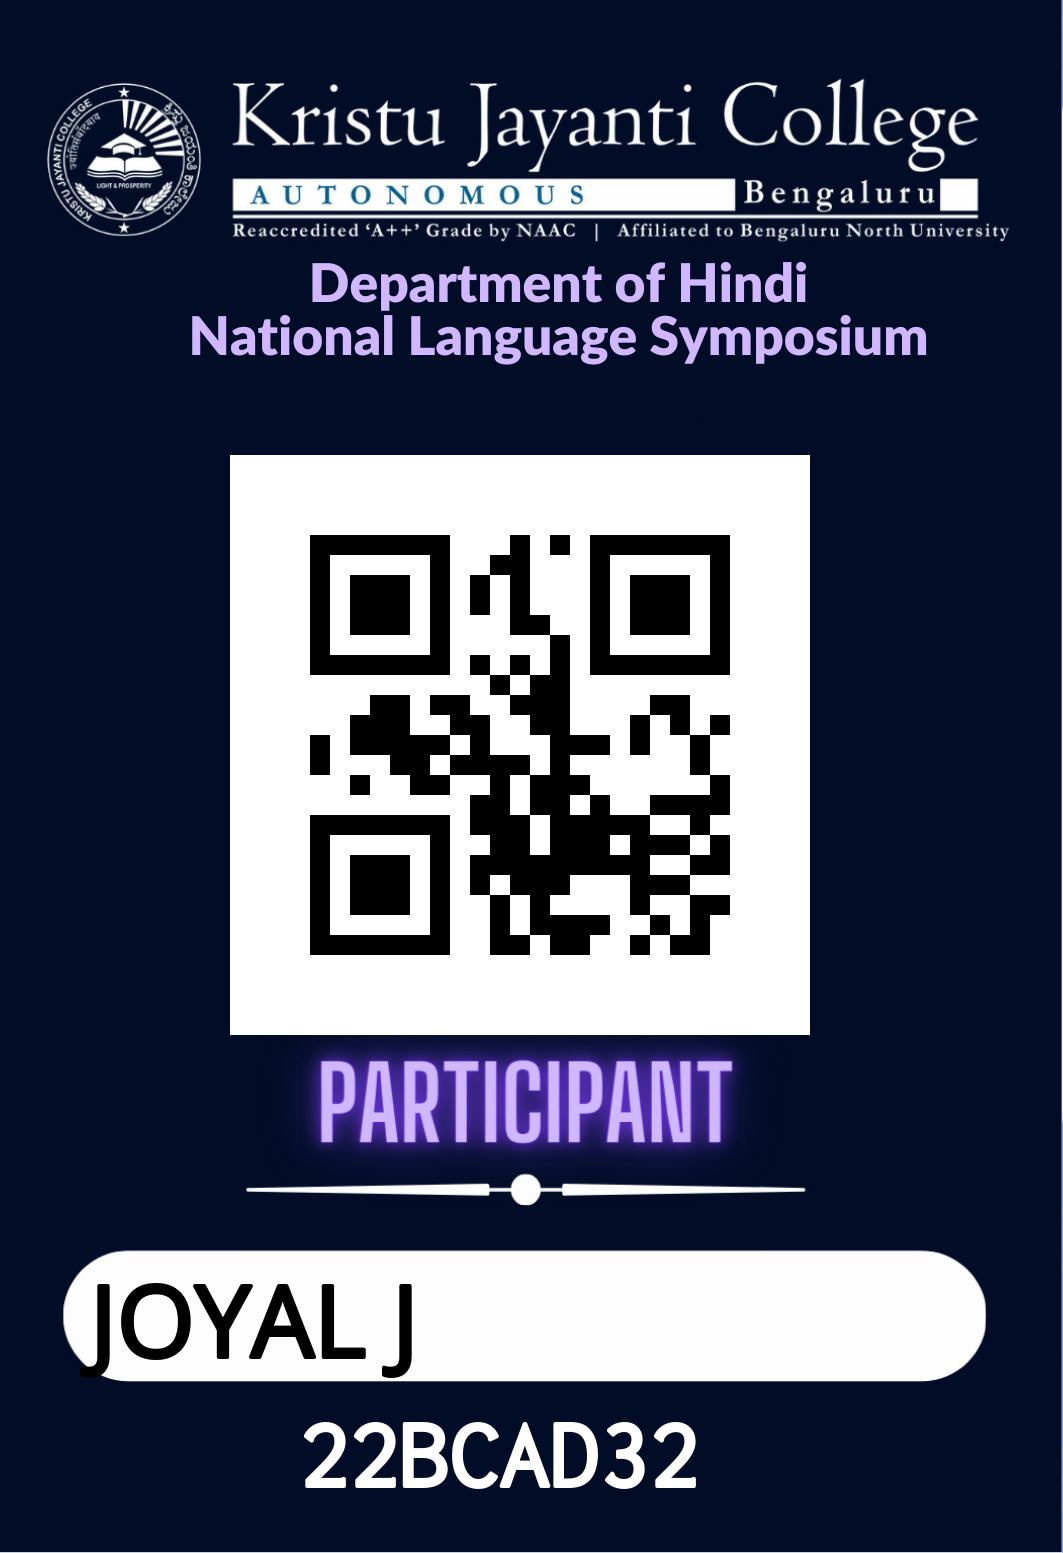 Kristu Jayanti College
AUTONOMOUS Bengaluru
Reaccredited ‘A++’ Grade by NAAC | Affiliated to Bengaluru North University
KRISTU JAYANTI COLLEGE
LIGHT & PROSPERITY
Department of Hindi
National Language Symposium
PARTICIPANT
JOYAL J
22BCAD32